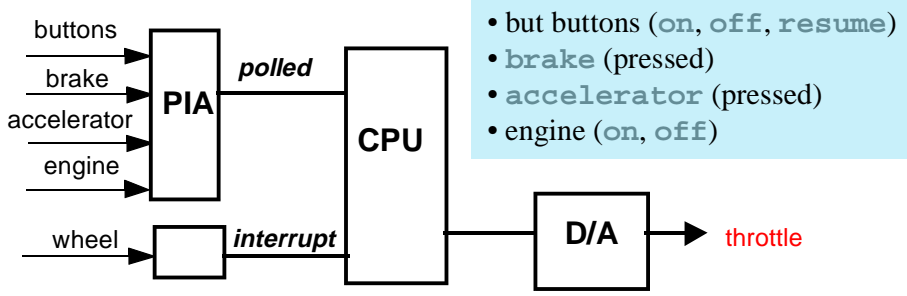 buttons
brake
accelerator
engine
wheel
PIA
polled
interrupt
CPU
D/A
throttle
• but buttons (on, off, resume)
• brake (pressed)
• accelerator (pressed)
• engine (on, off)